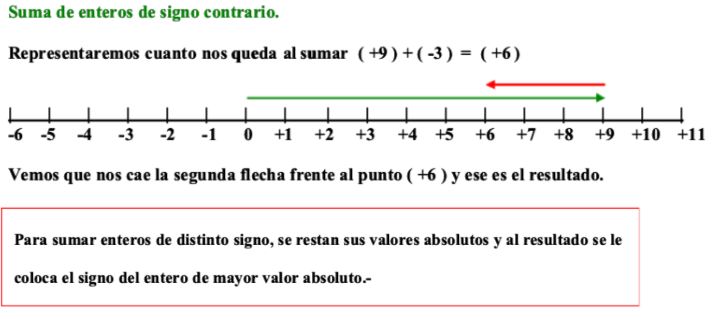 Suma de enteros de signo contrario.
Representaremos cuanto nos queda al sumar ( +9 ) + ( -3 ) = ( +6 )
-6 -5 -4 -3 -2 -1 0 +1 +2 +3 +4 +5 +6 +7 +8 +9 +10 +11
Vemos que nos cae la segunda flecha frente al punto ( +6 ) y ese es el resultado.
Para sumar enteros de distinto signo, se restan sus valores absolutos y al resultado se le
coloca el signo del entero de mayor valor absoluto.-